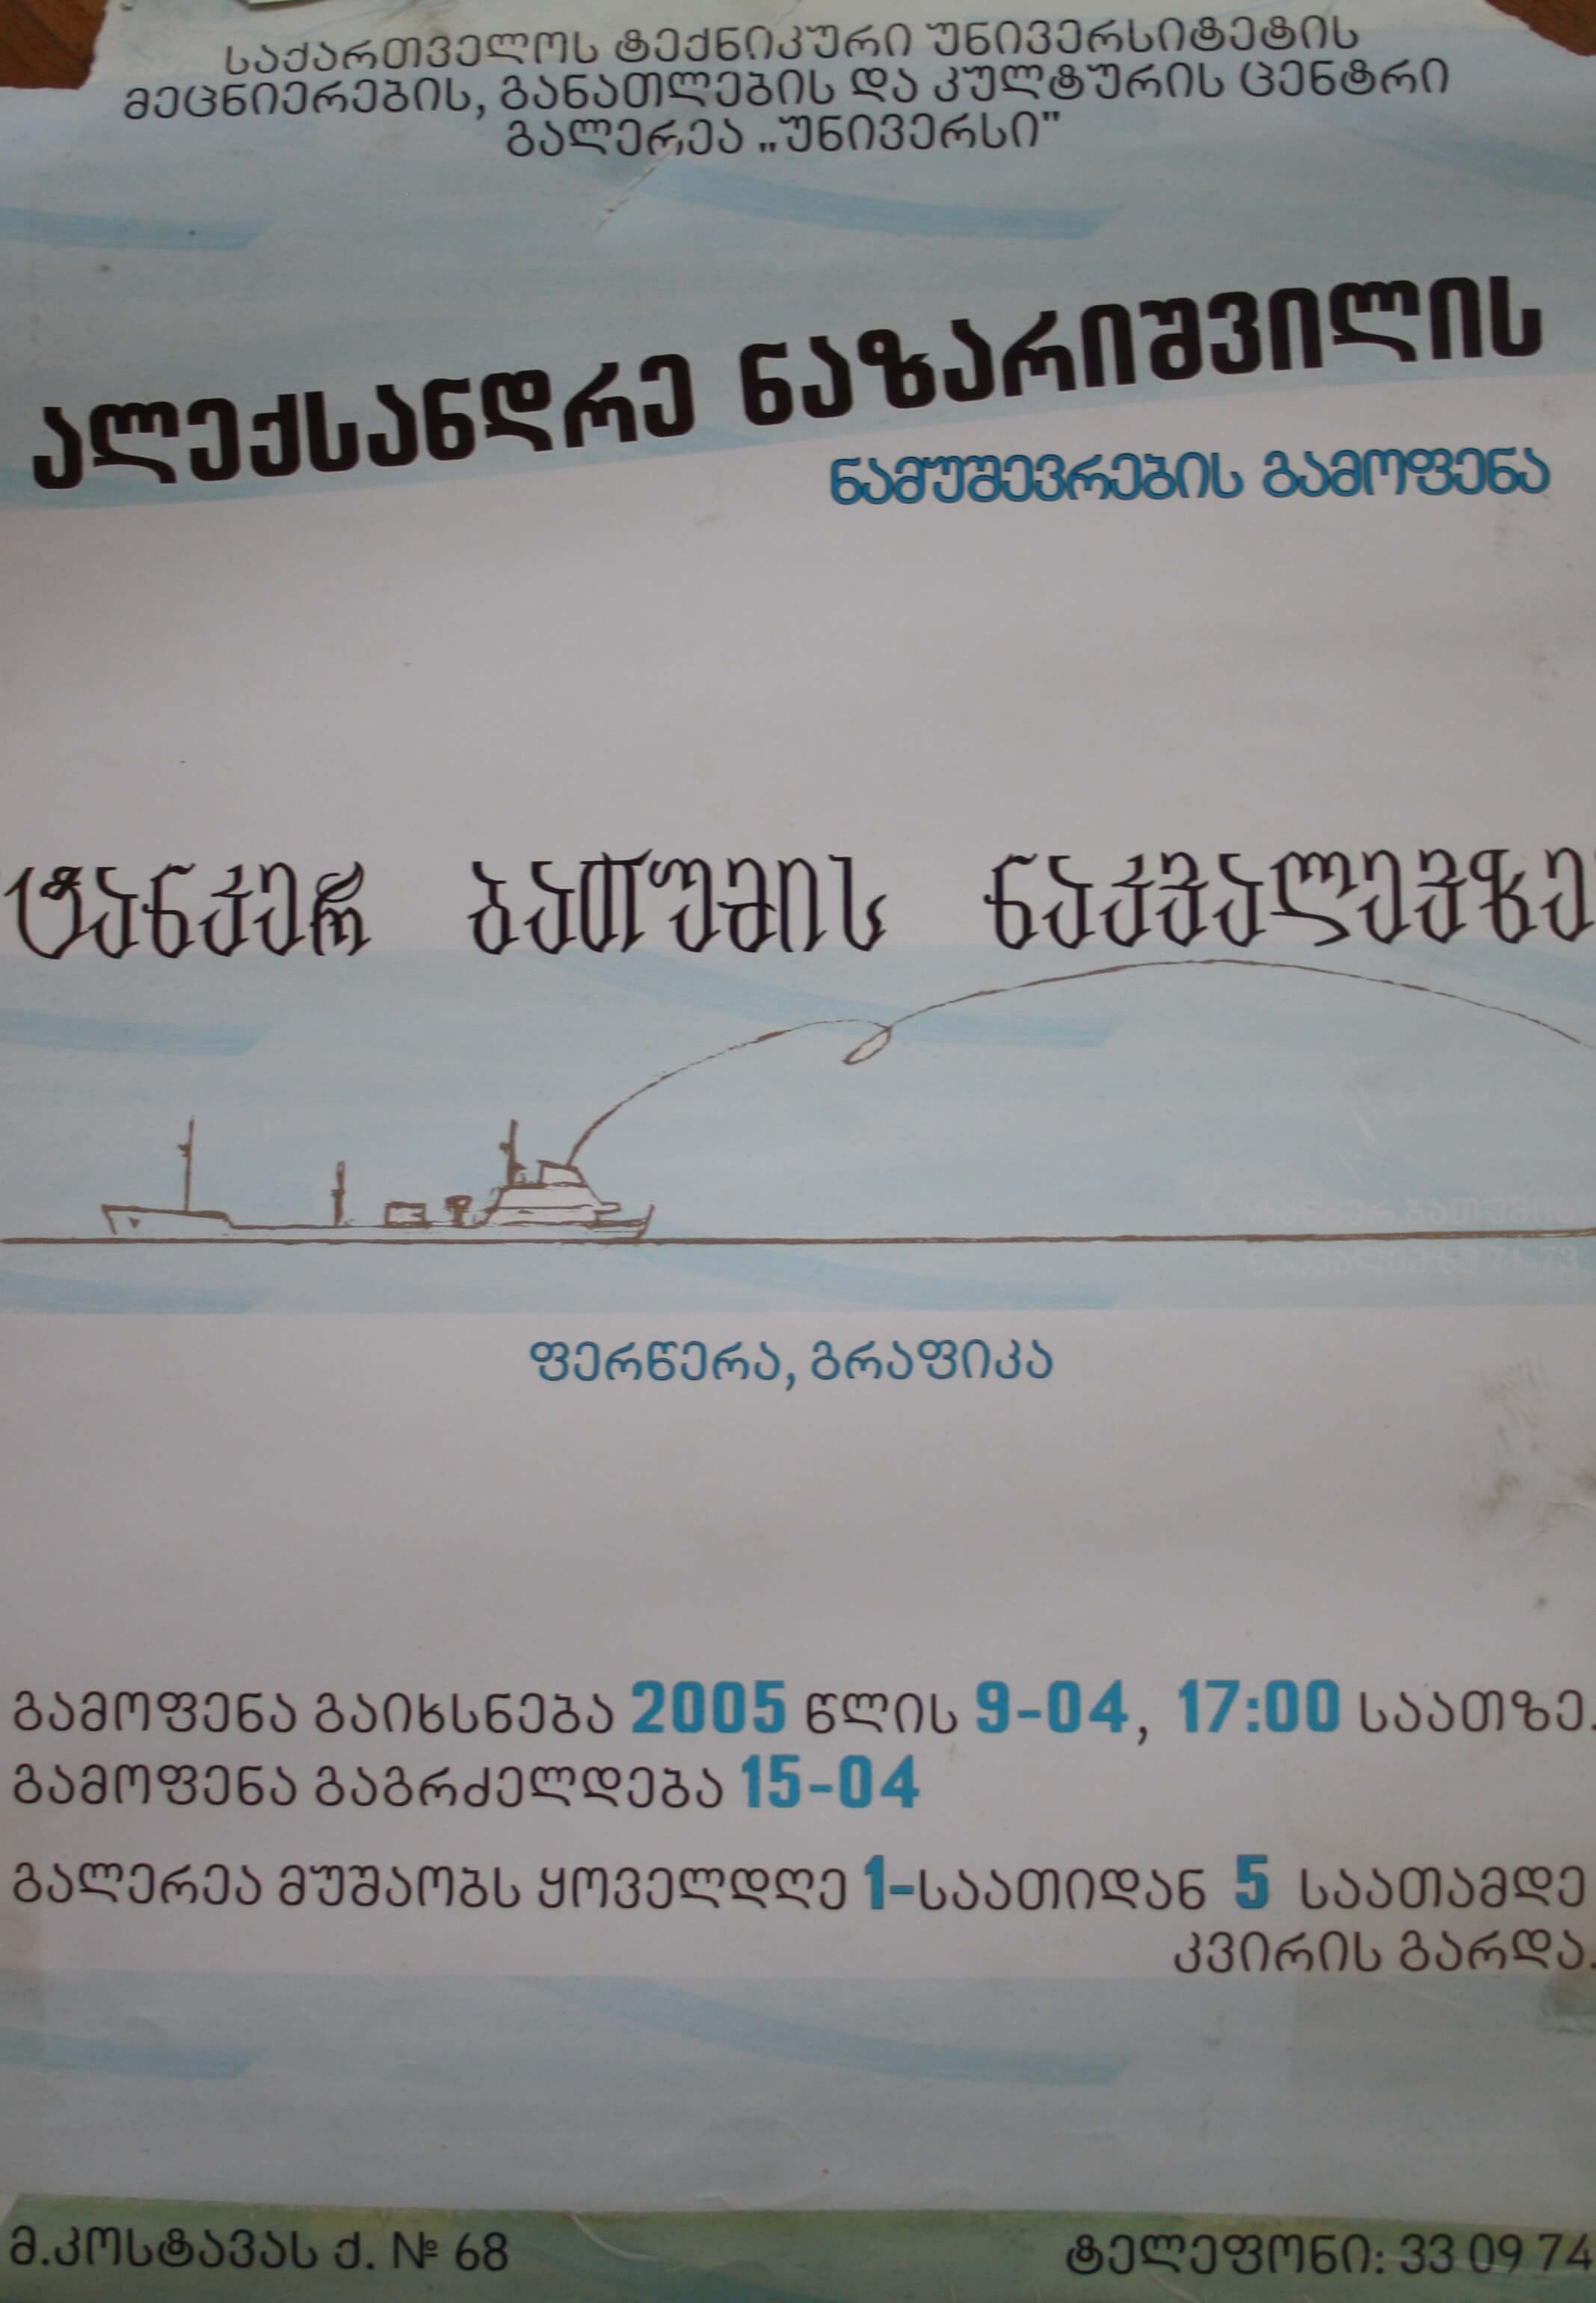 საქართველოს ტექნიკური უნივერსიტეტის
მეცნიერების, განათლების და კულტურის ცენტრი
გალერეა „უნივერსი"
ალექსანდრე ნაზარიშვილის
ნამუშევრების გამოფენა
ტანკერ ბათუმის ნაკვალევზე
ფერწერა, გრაფიკა
გამოფენა გაიხსნება 2005 წლის 9-04, 17:00 საათზე.
გამოფენა გაგრძელდება 15-04
გალერეა მუშაობს ყოველდღე 1-საათიდან 5 საათამდე
კვირის გარდა.
მ.კოსტავას ქ. № 68
ტელეფონი: 33 09 74